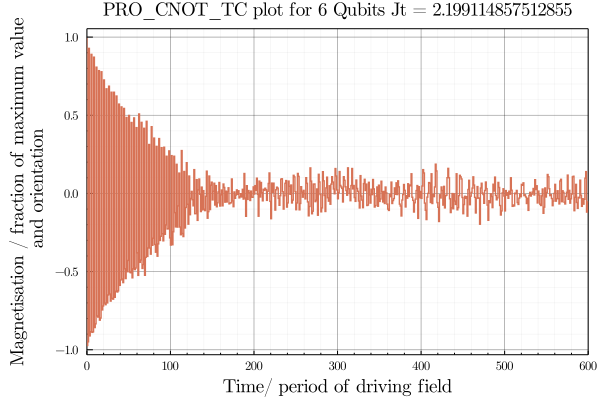 PRO_CNOT_TC plot for 6 Qubits Jt = 2.199114857512855
Magnetisation / fraction of maximum value
and orientation
1.0
0.5
0.0
−0.5
−1.0
0 100 200 300 400 500 600
Time/ period of driving field